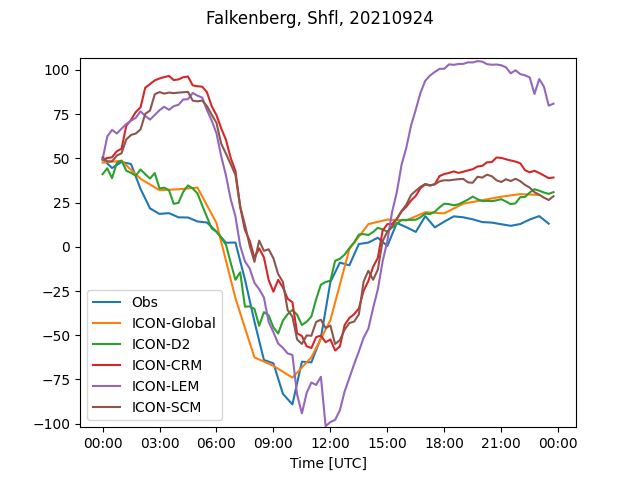 Falkenberg, Shfl, 20210924
100
75
50
25
0
−25
−50
−75
−100
Obs
ICON-Global
ICON-D2
ICON-CRM
ICON-LEM
ICON-SCM
00:00 03:00 06:00 09:00 12:00 15:00 18:00 21:00 00:00
Time [UTC]